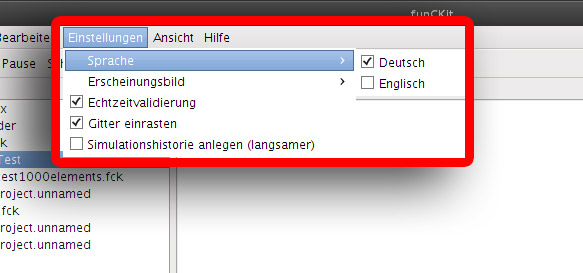 funCKit
Bearbeite
Einstellungen Ansicht Hilfe
Pause
Sprache
Deutsch
Erscheinungsbild
Englisch
Echtzeitvalidierung
Gitter einrasten
Simulationshistorie anlegen (langsamer)
Test
est1000elements.fck
roject.unnamed
.fck
roject.unnamed
roject.unnamed